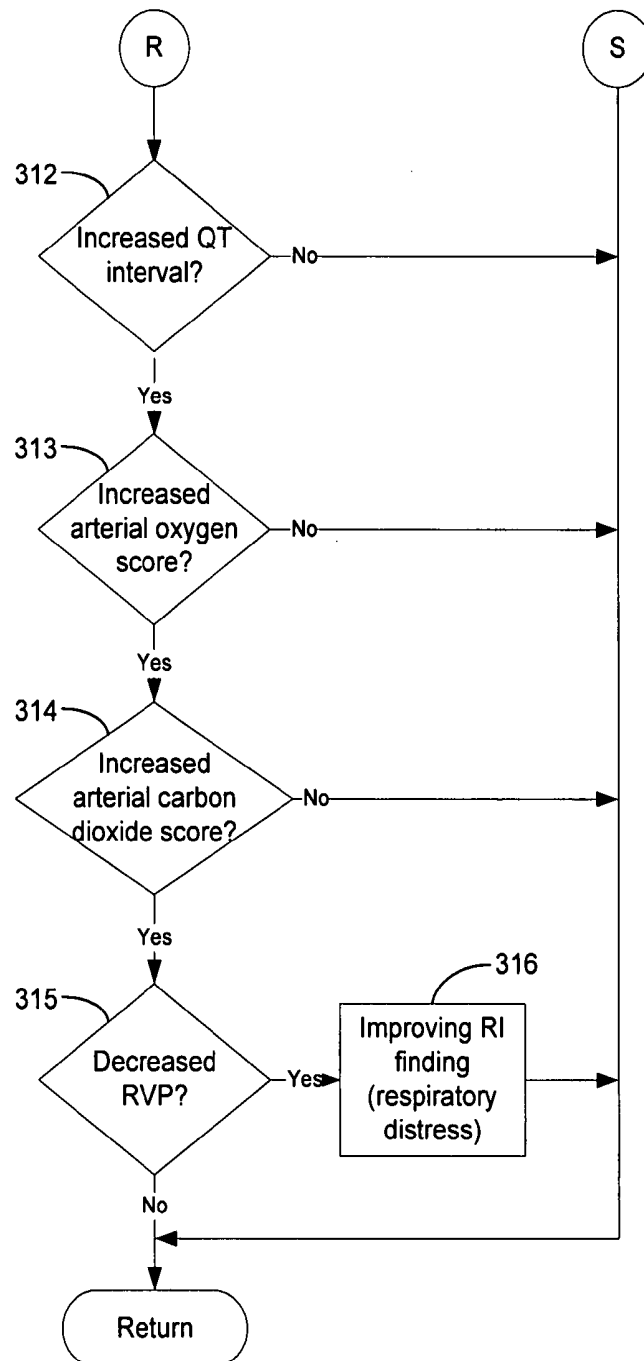 R
S
312
Increased QT
interval?
No
Yes
313
Increased
arterial oxygen
score?
No
Yes
314
Increased
arterial carbon
dioxide score?
No
Yes
315
Decreased
RVP?
Yes
316
Improving RI
finding
(respiratory
distress)
No
Return